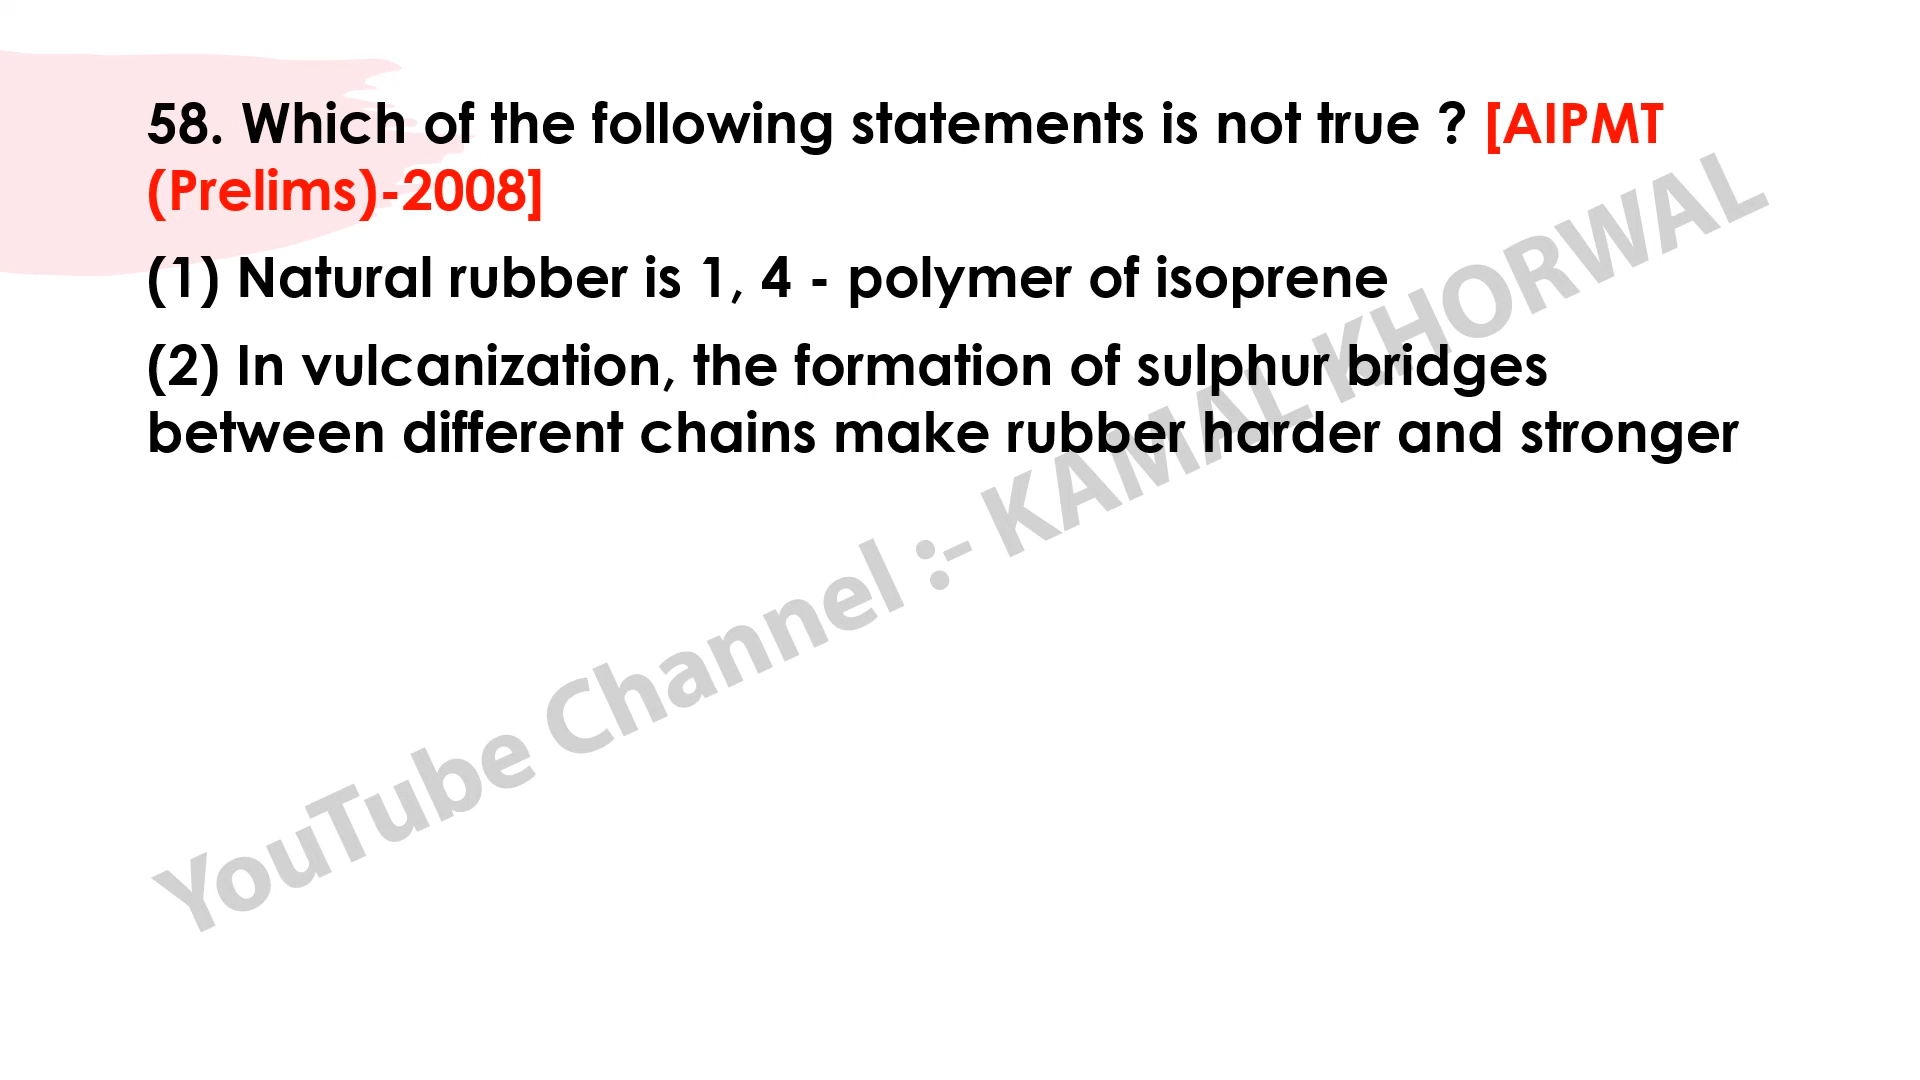 58. Which of the following statements is not true ? [AIPMT
(Prelims)-2008]
(1) Natural rubber is 1, 4 - polymer of isoprene
(2) In vulcanization, the formation of sulphur bridges
between different chains make rubber harder and stronger
YouTube Channel :- KAMAL KHORWAL